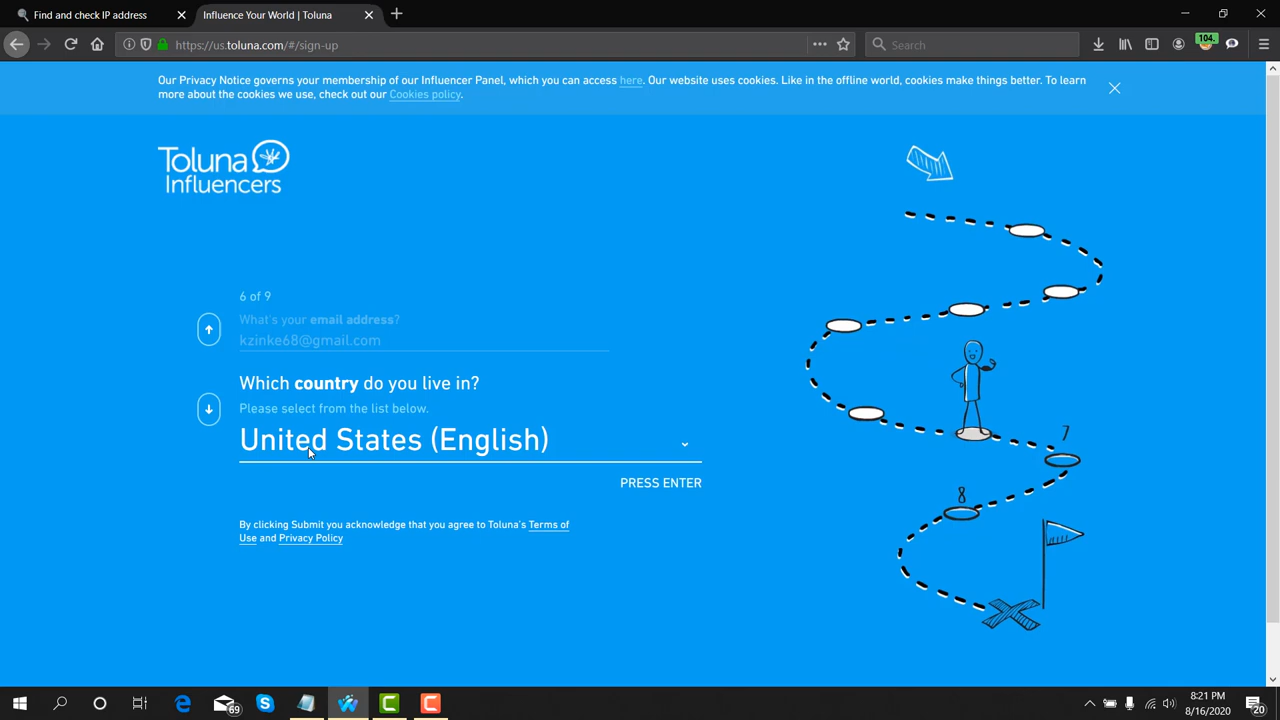 Find and check IP address
Influence Your World | Toluna
https://us.toluna.com/#/sign-up
Search
104.
Our Privacy Notice governs your membership of our Influencer Panel, which you can access here. Our website uses cookies. Like in the offline world, cookies make things better. To learn
more about the cookies we use, check out our Cookies policy.
Toluna
Influencers
6 of 9
What's your email address?
kzinke68@gmail.com
Which country do you live in?
Please select from the list below.
United States (English)
PRESS ENTER
By clicking Submit you acknowledge that you agree to Toluna's Terms of
Use and Privacy Policy
7
8
69
8:21 PM
8/16/2020
20